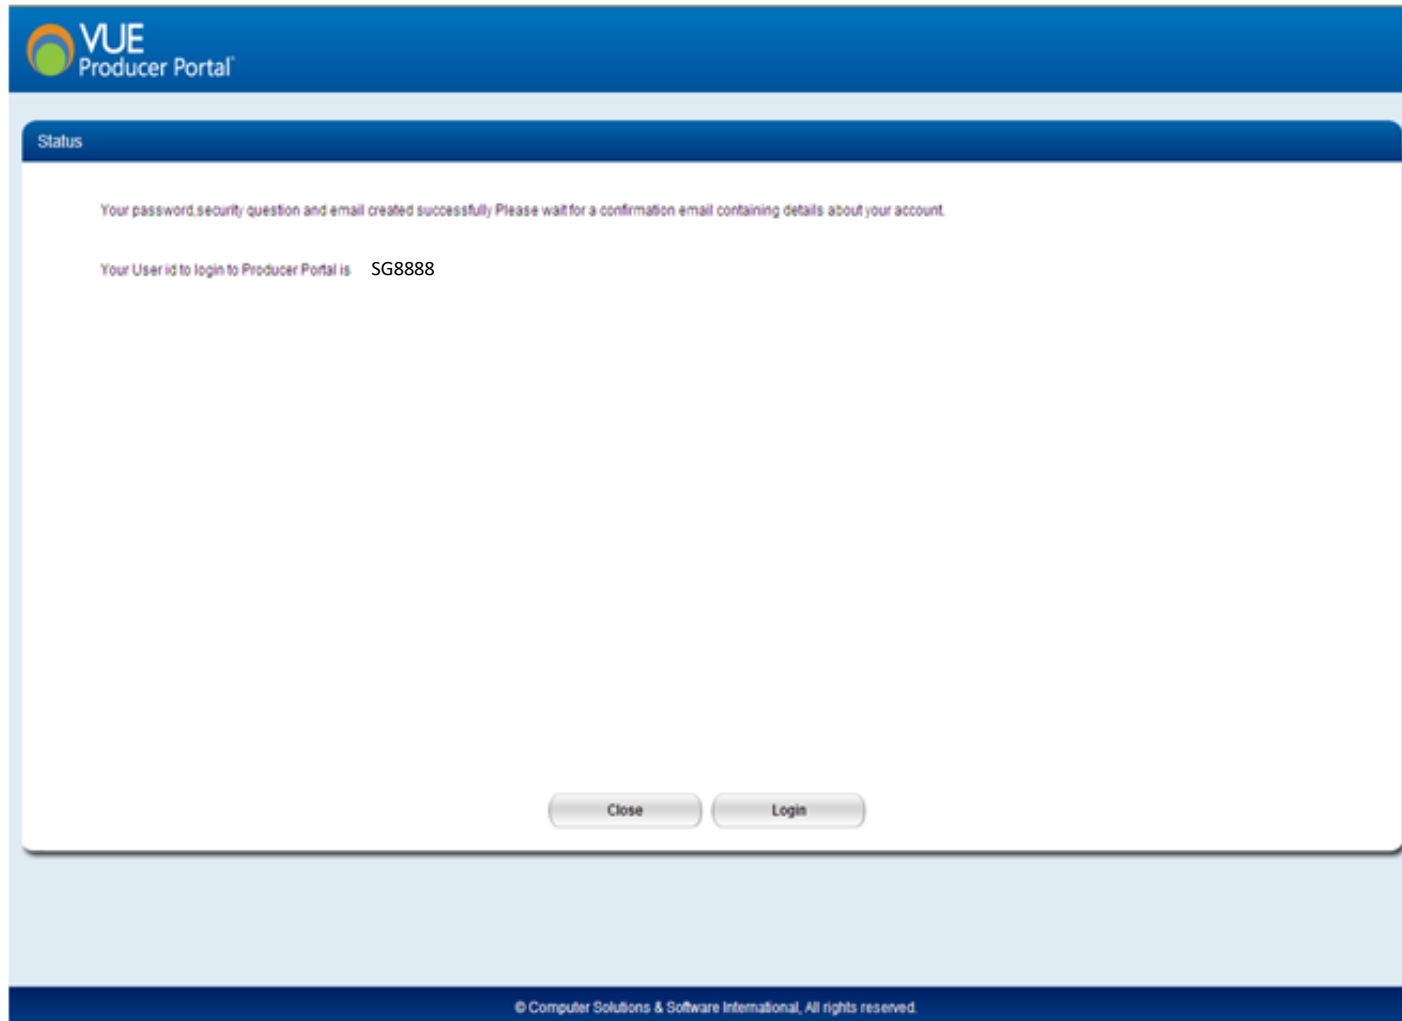 VUE
Producer Portal
Status
Your password,security question and email created successfully Please wait for a confirmation email containing details about your account.
Your User id to login to Producer Portal is SG8888
Close Login
© Computer Solutions & Software International, All rights reserved.